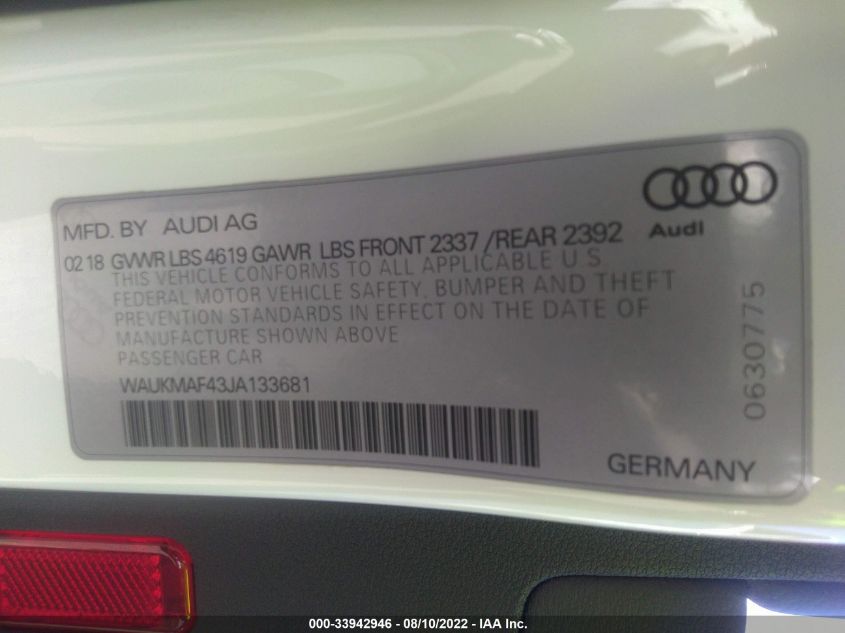 MFD. BY AUDI AG
Audi
02 18 GVWR LBS 4619 GAWR LBS FRONT 2337 /REAR 2392
THIS VEHICLE CONFORMS TO ALL APPLICABLE U S
FEDERAL MOTOR VEHICLE SAFETY, BUMPER AND THEFT
PREVENTION STANDARDS IN EFFECT ON THE DATE OF
MANUFACTURE SHOWN ABOVE
PASSENGER CAR
WAUKMAF43JA133681
0630775
GERMANY
000-33942946 - 08/10/2022 - IAA Inc.